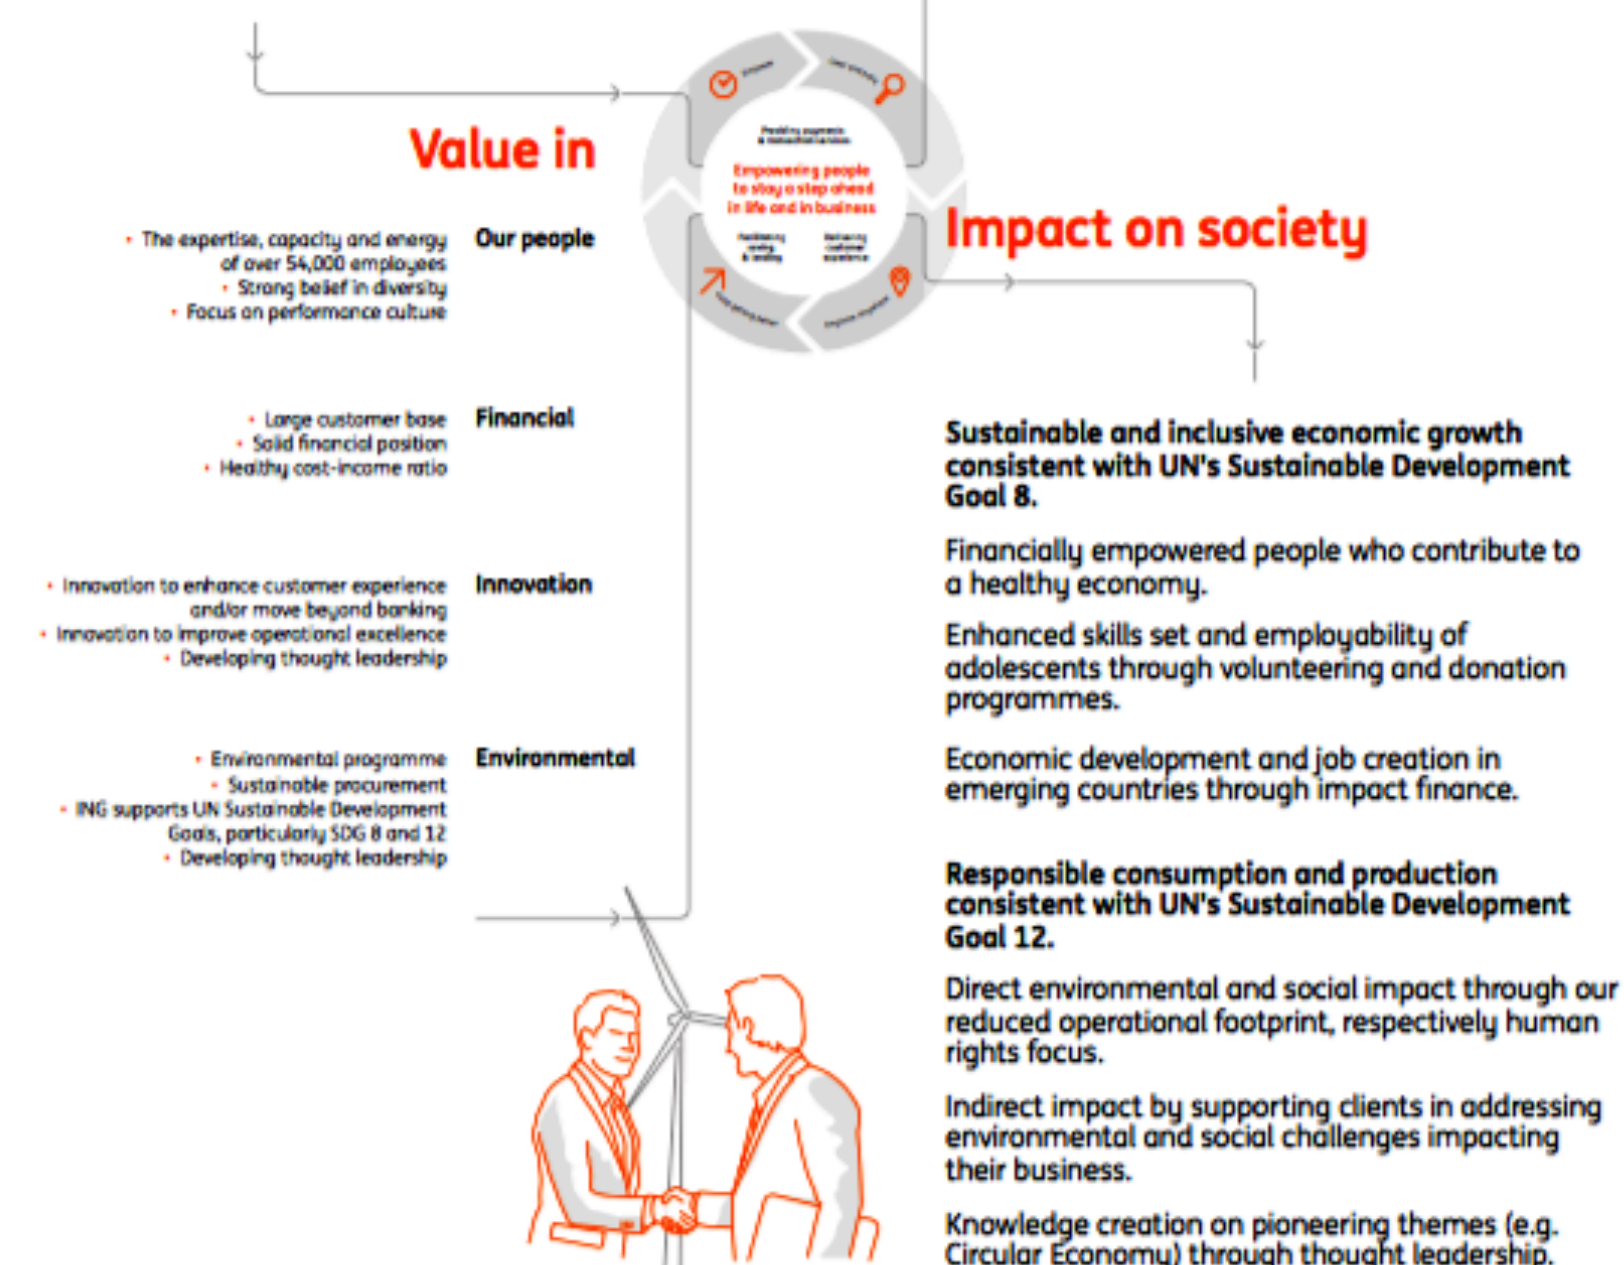 Value in
• The expertise, capacity and energy
of over 54,000 employees
• Strong belief in diversity
• Focus on performance culture
Our people
• Large customer base
• Solid financial position
• Healthy cost-income ratio
Financial
• Innovation to enhance customer experience
and/or move beyond banking
• Innovation to improve operational excellence
• Developing thought leadership
Innovation
• Environmental programme
• Sustainable procurement
• ING supports UN Sustainable Development
Goals, particularly SDG 8 and 12
• Developing thought leadership
Environmental
Empowering people
to stay a step ahead
in life and in business
Impact on society
Sustainable and inclusive economic growth
consistent with UN's Sustainable Development
Goal 8.
Financially empowered people who contribute to
a healthy economy.
Enhanced skills set and employability of
adolescents through volunteering and donation
programmes.
Economic development and job creation in
emerging countries through impact finance.
Responsible consumption and production
consistent with UN's Sustainable Development
Goal 12.
Direct environmental and social impact through our
reduced operational footprint, respectively human
rights focus.
Indirect impact by supporting clients in addressing
environmental and social challenges impacting
their business.
Knowledge creation on pioneering themes (e.g.
Circular Economy) through thought leadership.